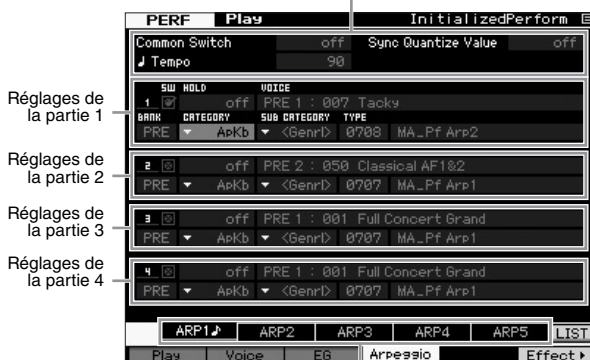 PERF Play InitializedPerform
Common Switch off Sync Quantize Value off
♩ Tempo 90
SW HOLD VOICE
Réglages de la partie 1
1 off PRE 1 : 007 Tacky
BANK CATEGORY SUB CATEGORY TYPE
PRE ApKb <Genrl> 0708 MA_Pf Arp2
Réglages de la partie 2
2 off PRE 2 : 050 Classical AF1&2
PRE ApKb <Genrl> 0707 MA_Pf Arp1
Réglages de la partie 3
3 off PRE 1 : 001 Full Concert Grand
PRE ApKb <Genrl> 0707 MA_Pf Arp1
Réglages de la partie 4
4 off PRE 1 : 001 Full Concert Grand
PRE ApKb <Genrl> 0707 MA_Pf Arp1
ARP1♪ ARP2 ARP3 ARP4 ARP5 LIST
Play Voice EG Arpeggio Effect